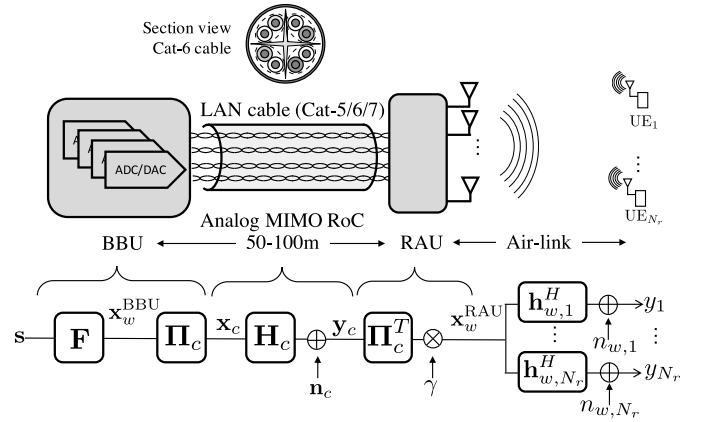 Section view
Cat-6 cable
LAN cable (Cat-5/6/7)
ADC/DAC
UE₁
⋮
⋮
UE_{N_r}
Analog MIMO RoC
BBU 50-100m RAU Air-link
s F x_w^{BBU} Π_c x_c H_c y_c Π_c^T x_w^{RAU} h_{w,1}^H y_1
n_c γ n_{w,1}
⋮ ⋮
h_{w,N_r}^H y_{N_r}
n_{w,N_r}